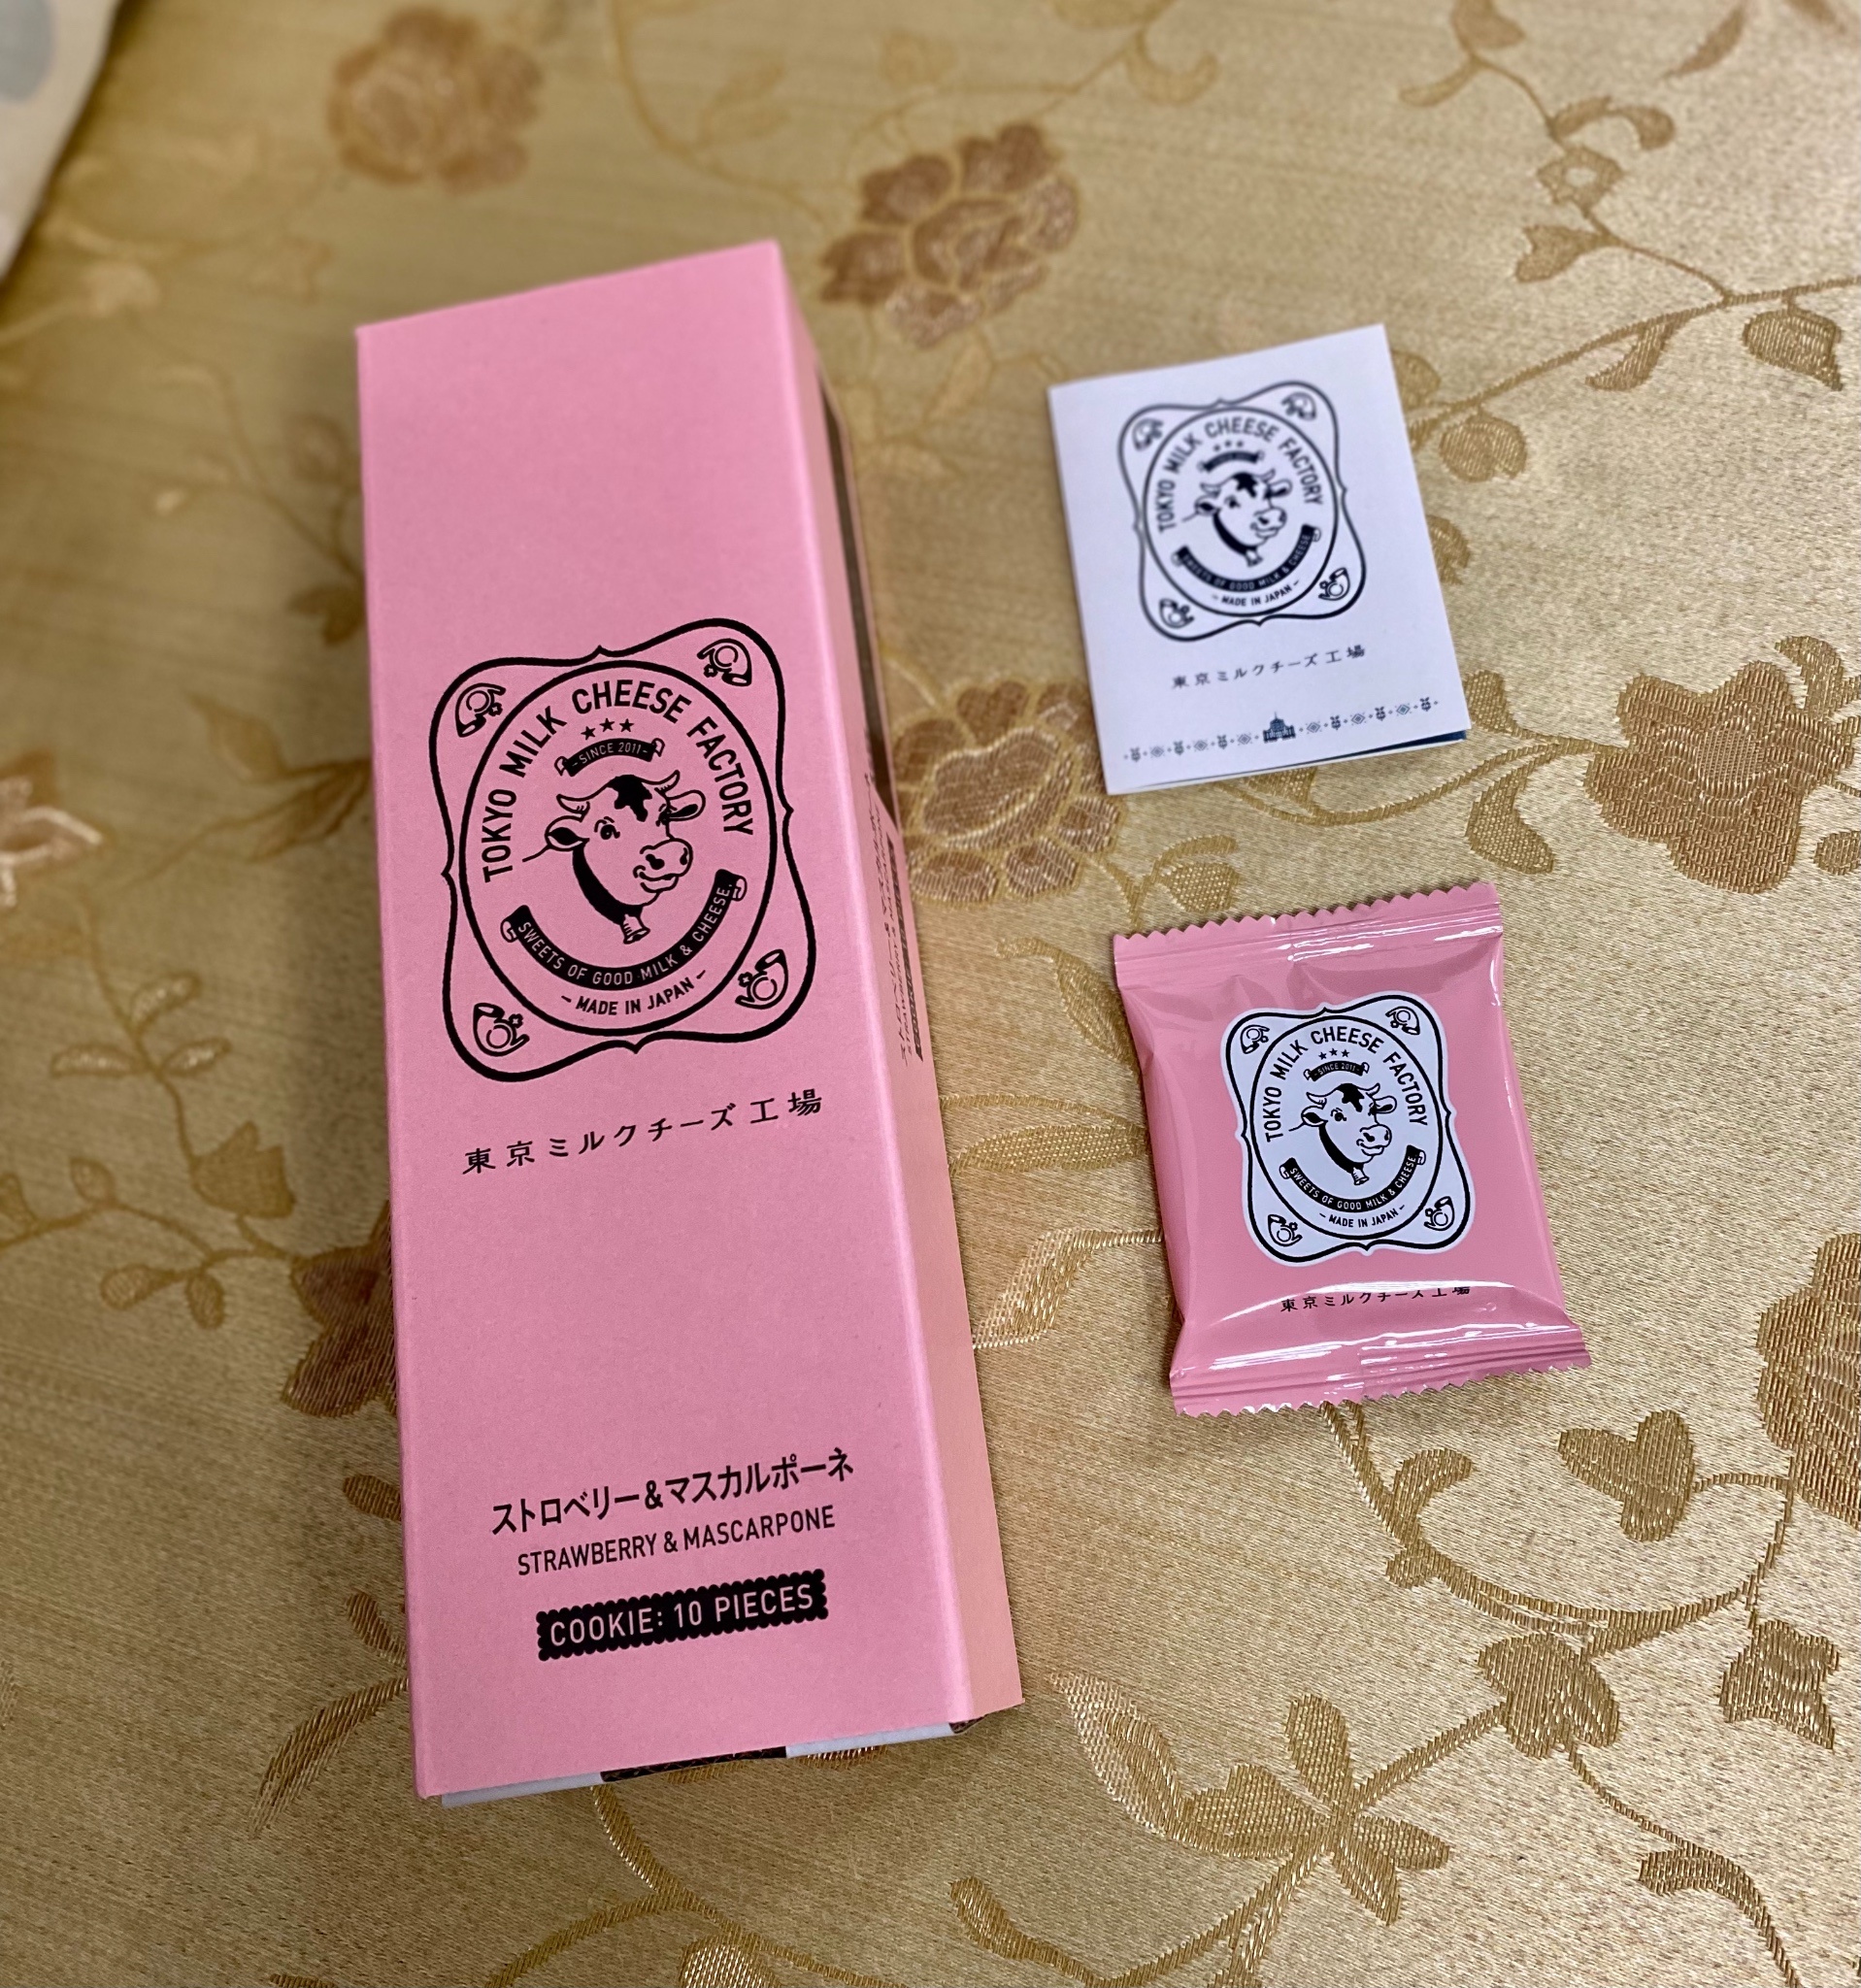 TOKYO MILK CHEESE FACTORY
-SINCE 2011-
SWEETS OF GOOD MILK & CHEESE.
- MADE IN JAPAN -
東京ミルクチーズ工場
ストロベリー&マスカルポーネ
STRAWBERRY & MASCARPONE
COOKIE: 10 PIECES
TOKYO MILK CHEESE FACTORY
SWEETS OF GOOD MILK & CHEESE.
- MADE IN JAPAN -
東京ミルクチーズ工場
TOKYO MILK CHEESE FACTORY
-SINCE 2011-
SWEETS OF GOOD MILK & CHEESE.
- MADE IN JAPAN -
東京ミルクチーズ工場